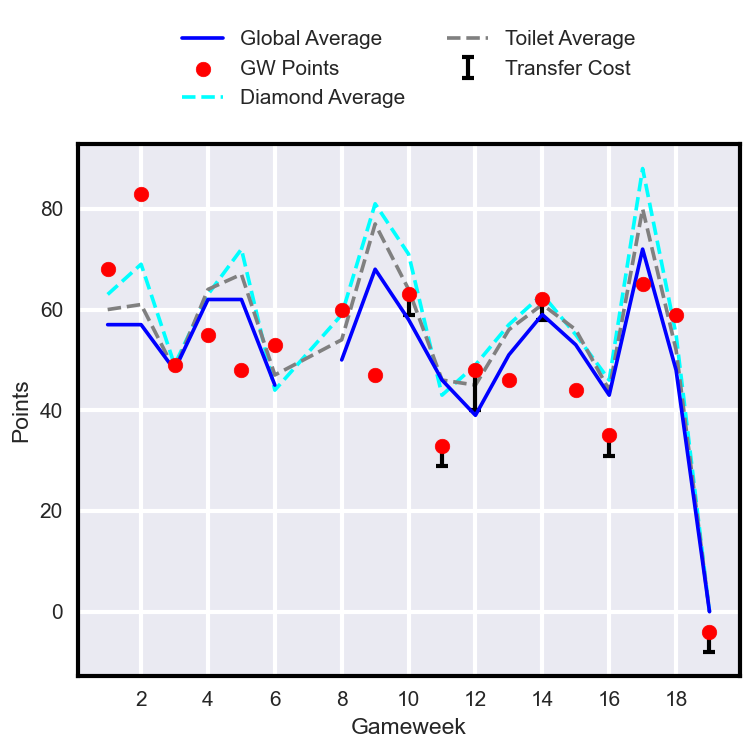 Global Average
GW Points
Diamond Average
Toilet Average
Transfer Cost
Points
80
60
40
20
0
2 4 6 8 10 12 14 16 18
Gameweek